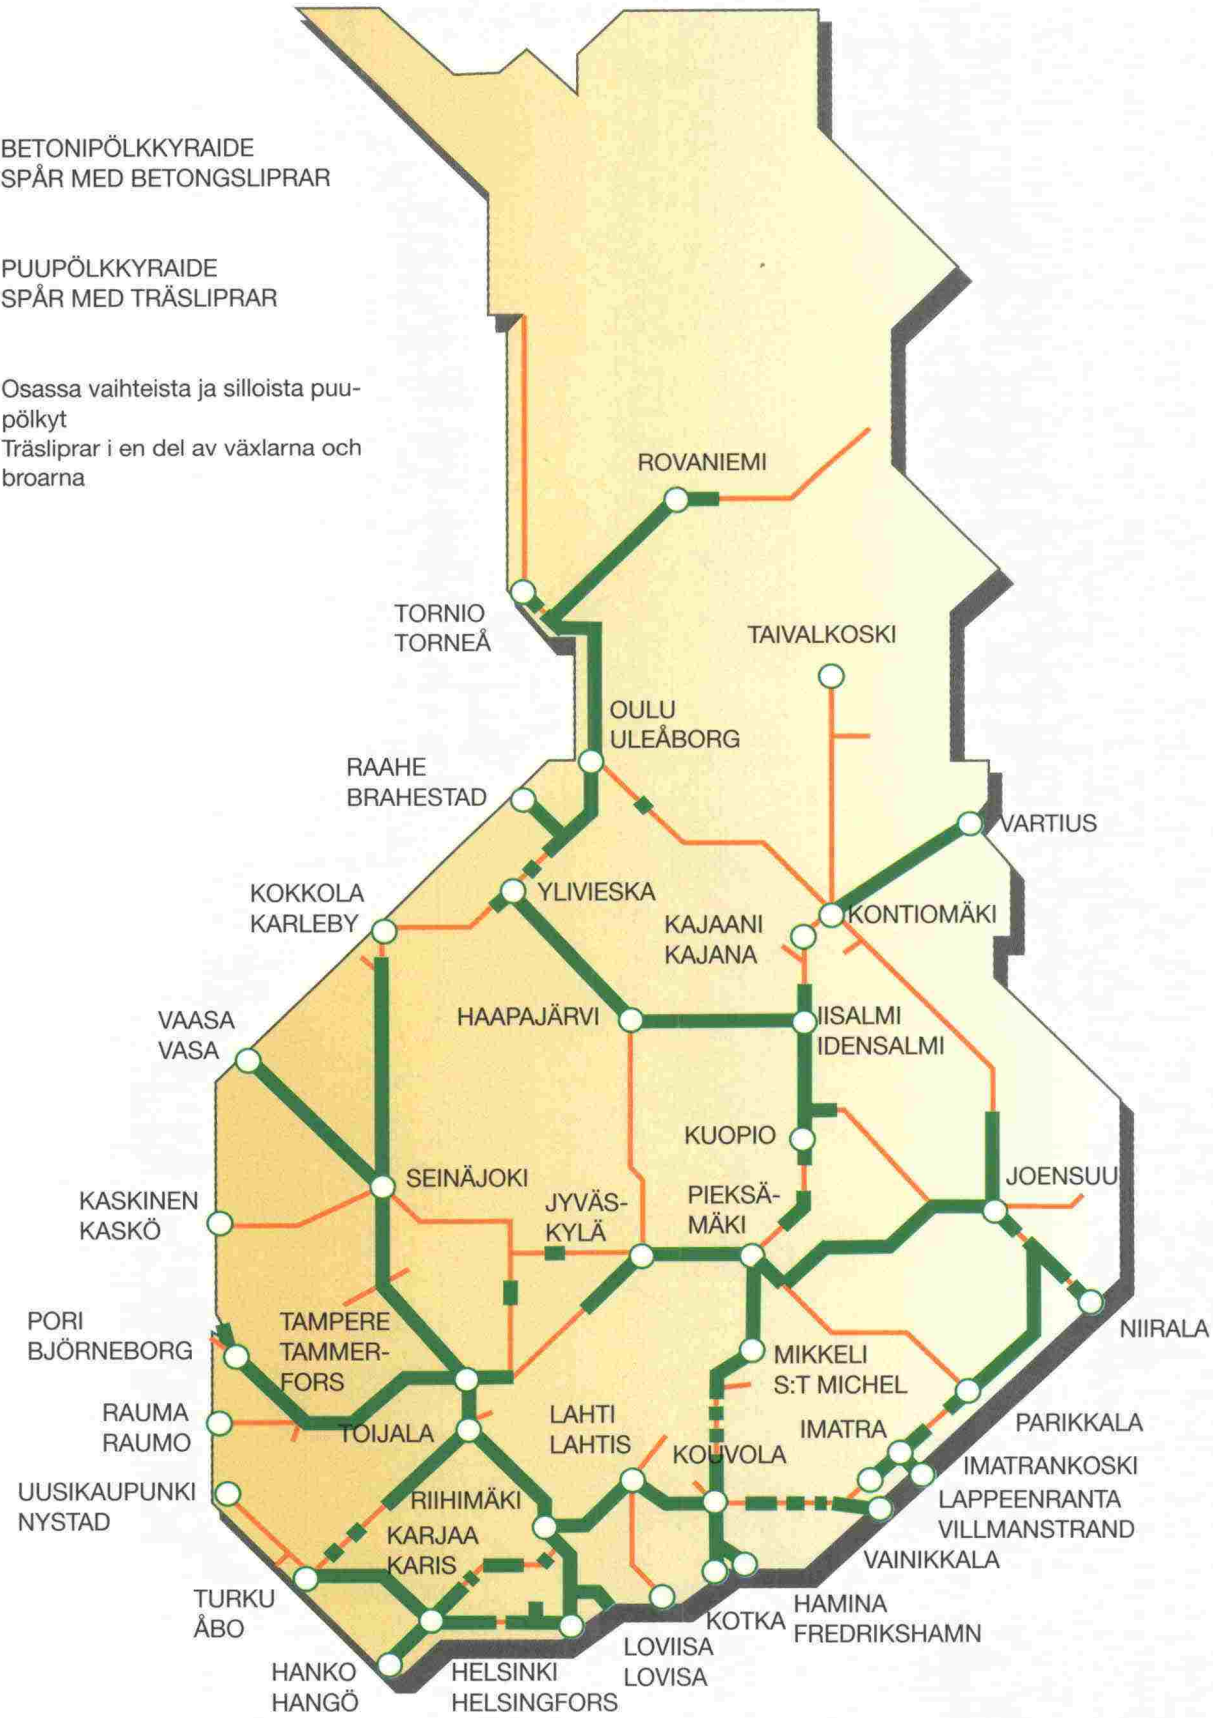 BETONIPÖLKKYRAIDE
SPÅR MED BETONGSLIPRAR
PUUPÖLKKYRAIDE
SPÅR MED TRÄSLIPRAR
Osassa vaihteista ja silloista puu-
pölkyt
Träsliprar i en del av växlarna och
broarna
ROVANIEMI
TORNIO
TORNEÅ
TAIVALKOSKI
OULU
ULEÅBORG
RAAHE
BRAHESTAD
VARTIUS
YLIVIESKA
KOKKOLA
KARLEBY
KONTIOMÄKI
KAJAANI
KAJANA
HAAPAJÄRVI
IISALMI
IDENSALMI
VAASA
VASA
KUOPIO
JOENSUU
SEINÄJOKI
KASKINEN
KASKÖ
JYVÄS-
KYLÄ
PIEKSÄ-
MÄKI
PORI
BJÖRNEBORG
TAMPERE
TAMMER-
FORS
NIIRALA
MIKKELI
S:T MICHEL
RAUMA
RAUMO
TOIJALA
LAHTI
LAHTIS
KOUVOLA
IMATRA
PARIKKALA
IMATRANKOSKI
UUSIKAUPUNKI
NYSTAD
RIIHIMÄKI
LAPPEENRANTA
VILLMANSTRAND
KARJAA
KARIS
VAINIKKALA
TURKU
ÅBO
KOTKA
HAMINA
FREDRIKSHAMN
LOVIISA
LOVISA
HANKO
HANGÖ
HELSINKI
HELSINGFORS